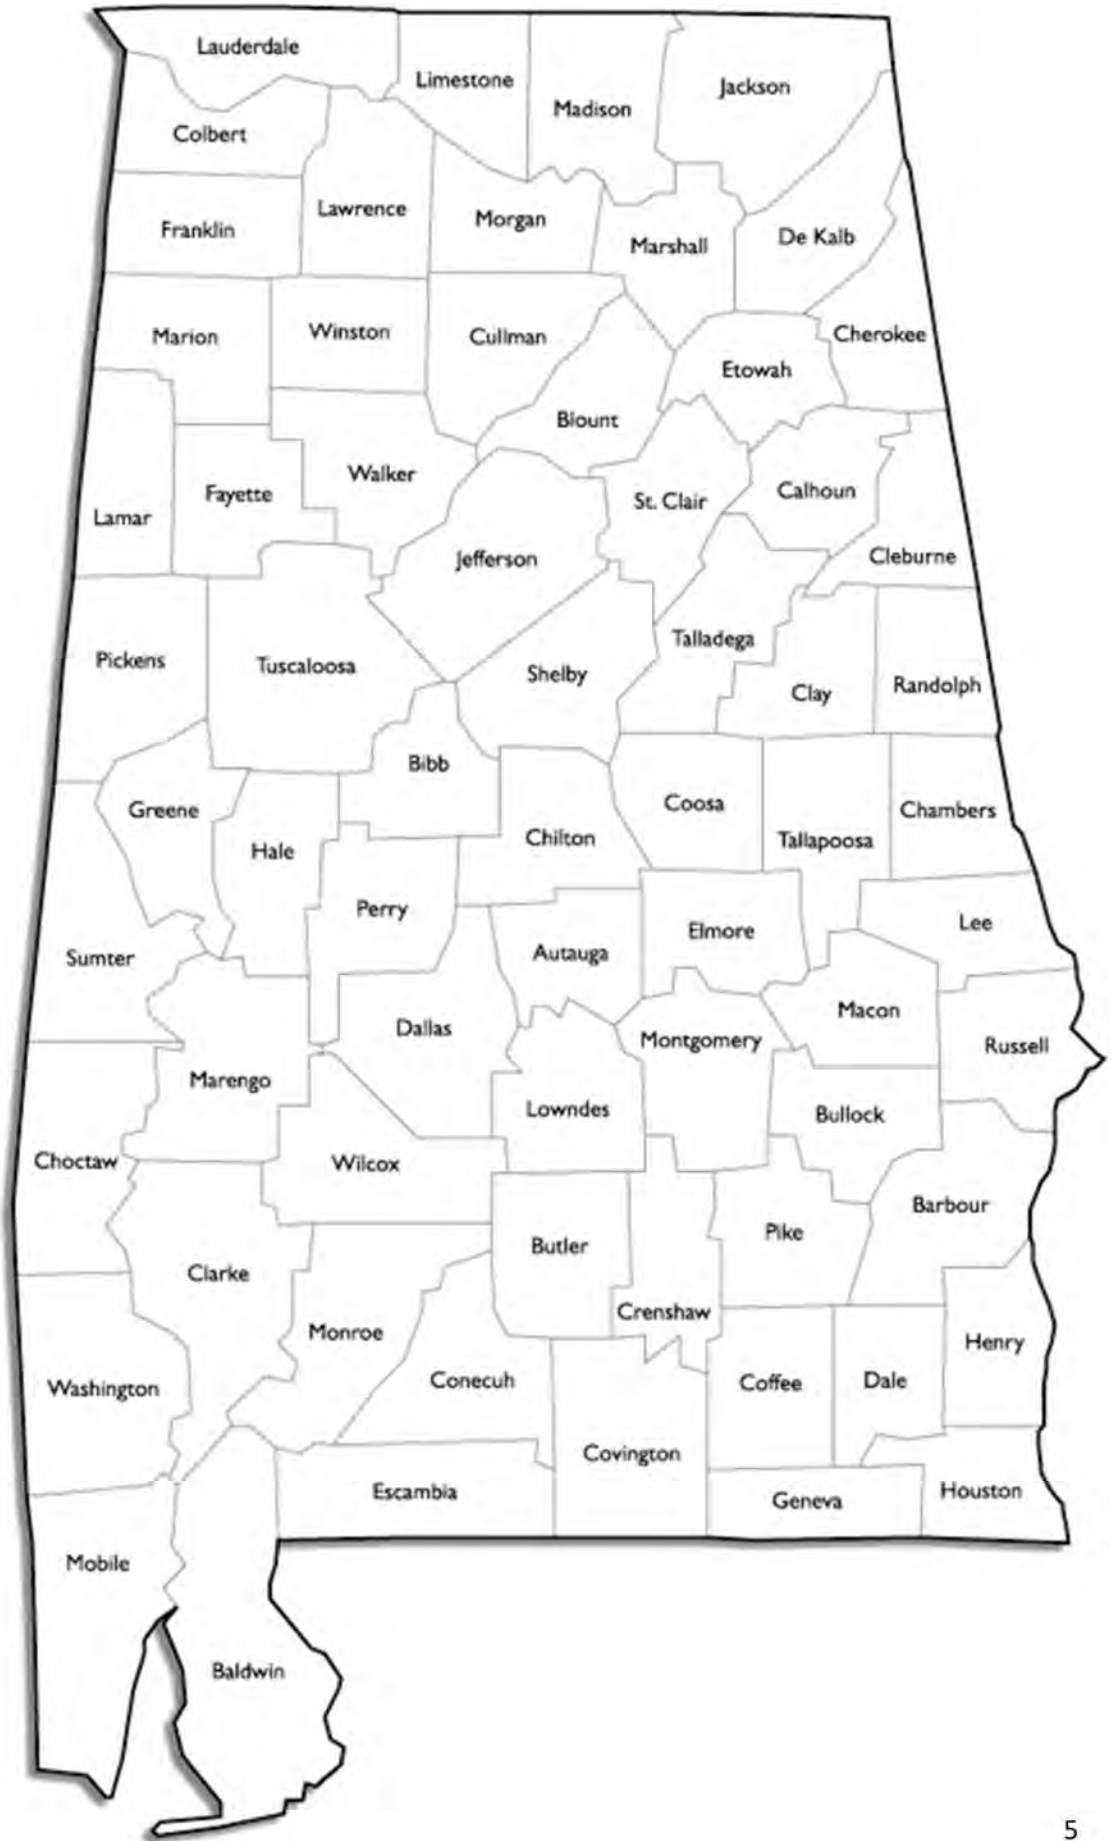 Lauderdale
Limestone
Madison
Jackson
Colbert
Lawrence
Franklin
Morgan
Marshall
De Kalb
Marion
Winston
Cullman
Cherokee
Etowah
Blount
Walker
Fayette
St. Clair
Calhoun
Lamar
Jefferson
Cleburne
Talladega
Pickens
Tuscaloosa
Shelby
Clay
Randolph
Bibb
Greene
Coosa
Chambers
Hale
Chilton
Tallapoosa
Perry
Elmore
Lee
Sumter
Autauga
Macon
Dallas
Montgomery
Russell
Marengo
Lowndes
Bullock
Choctaw
Wilcox
Barbour
Pike
Butler
Clarke
Crenshaw
Monroe
Henry
Washington
Conecuh
Coffee
Dale
Covington
Escambia
Geneva
Houston
Mobile
Baldwin
5